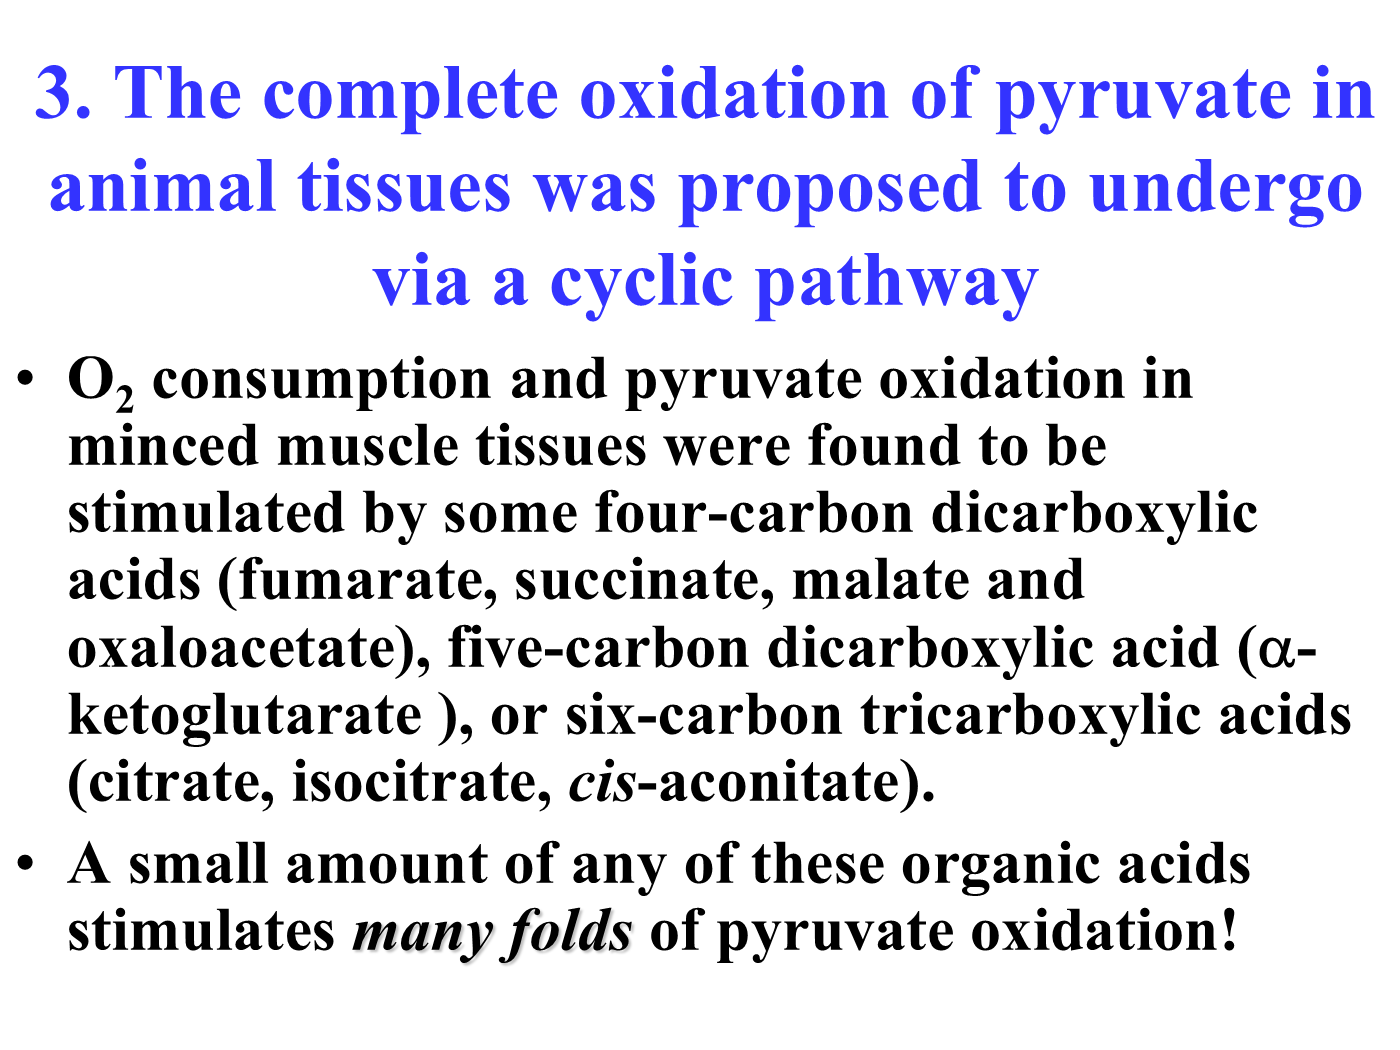 3. The complete oxidation of pyruvate in
animal tissues was proposed to undergo
via a cyclic pathway
• O₂ consumption and pyruvate oxidation in
minced muscle tissues were found to be
stimulated by some four-carbon dicarboxylic
acids (fumarate, succinate, malate and
oxaloacetate), five-carbon dicarboxylic acid (α-
ketoglutarate ), or six-carbon tricarboxylic acids
(citrate, isocitrate, cis-aconitate).
• A small amount of any of these organic acids
stimulates many folds of pyruvate oxidation!